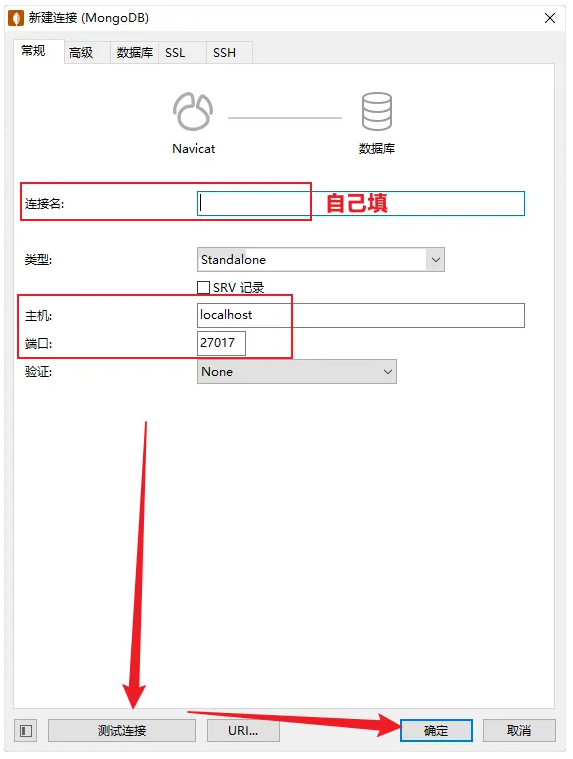 新建连接 (MongoDB)
常规 高级 数据库 SSL SSH
Navicat 数据库
连接名: 自己填
类型: Standalone
SRV 记录
主机: localhost
端口: 27017
验证: None
测试连接 URI... 确定 取消